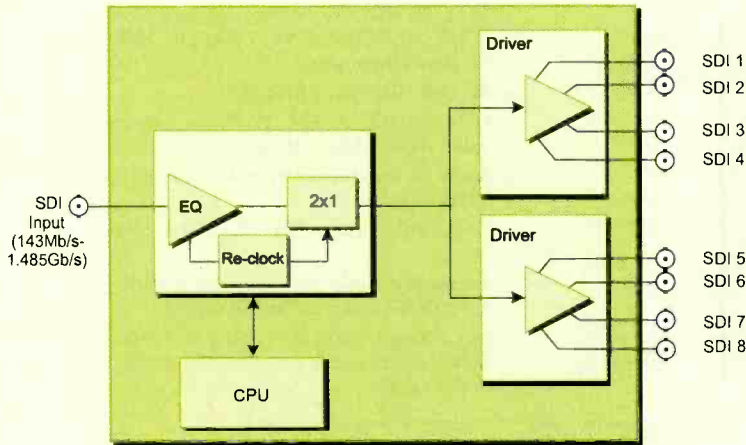 Driver
SDI 1
SDI 2
SDI 3
SDI 4
SDI
Input
(143Mb/s-
1.485Gb/s)
EQ
2x1
Re-clock
Driver
SDI 5
SDI 6
SDI 7
SDI 8
CPU